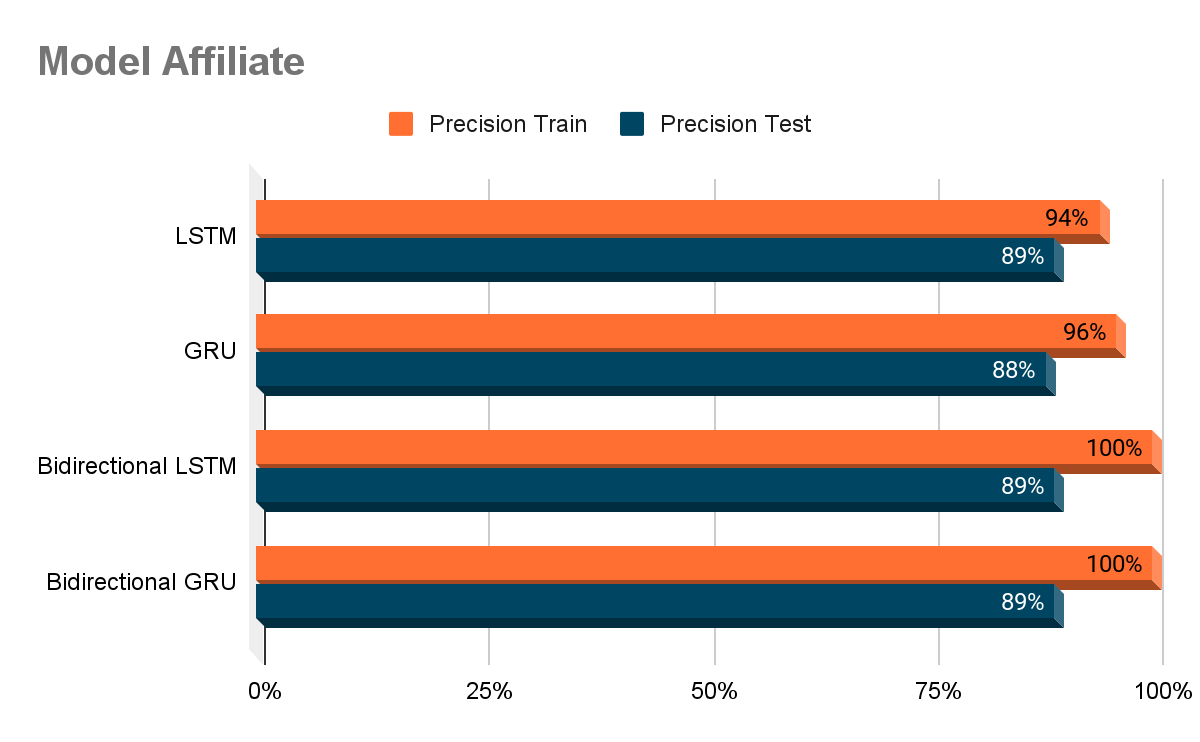 Model Affiliate
Precision Train
Precision Test
LSTM
94%
89%
GRU
96%
88%
Bidirectional LSTM
100%
89%
Bidirectional GRU
100%
89%
0%
25%
50%
75%
100%